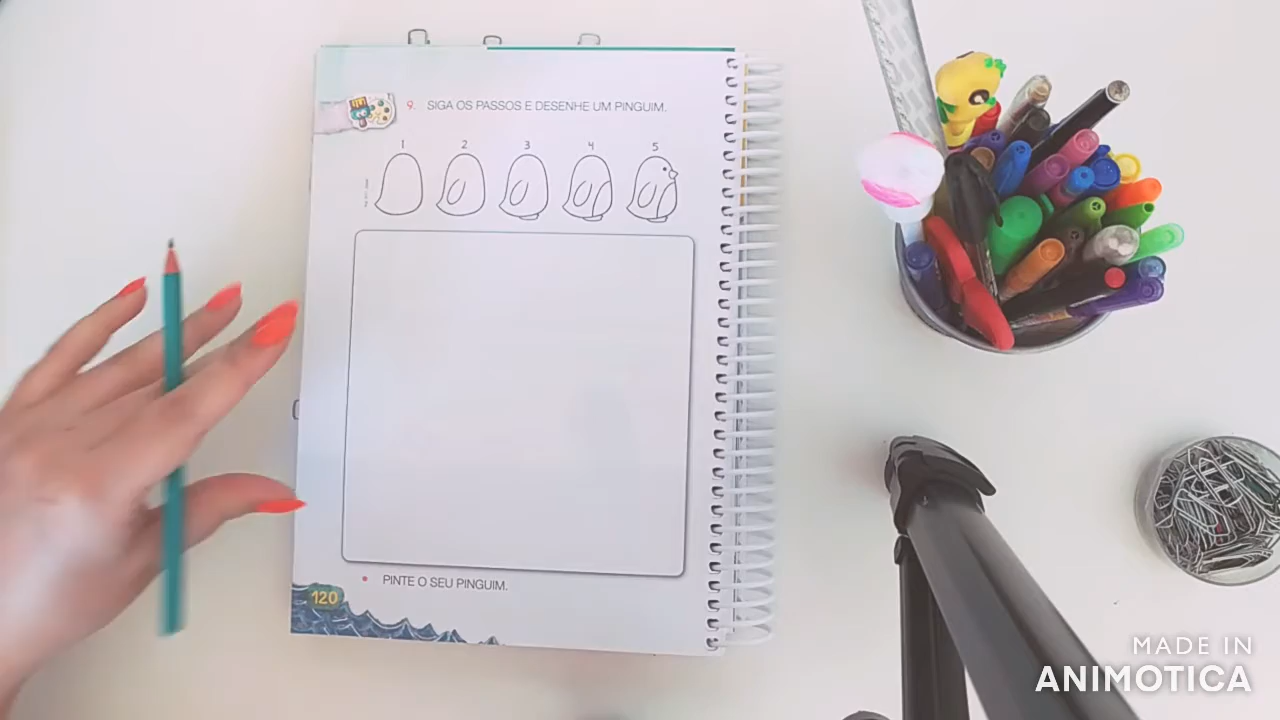 9. SIGA OS PASSOS E DESENHE UM PINGUIM.
1 2 3 4 5
PINTE O SEU PINGUIM.
120
MADE IN
ANIMOTICA